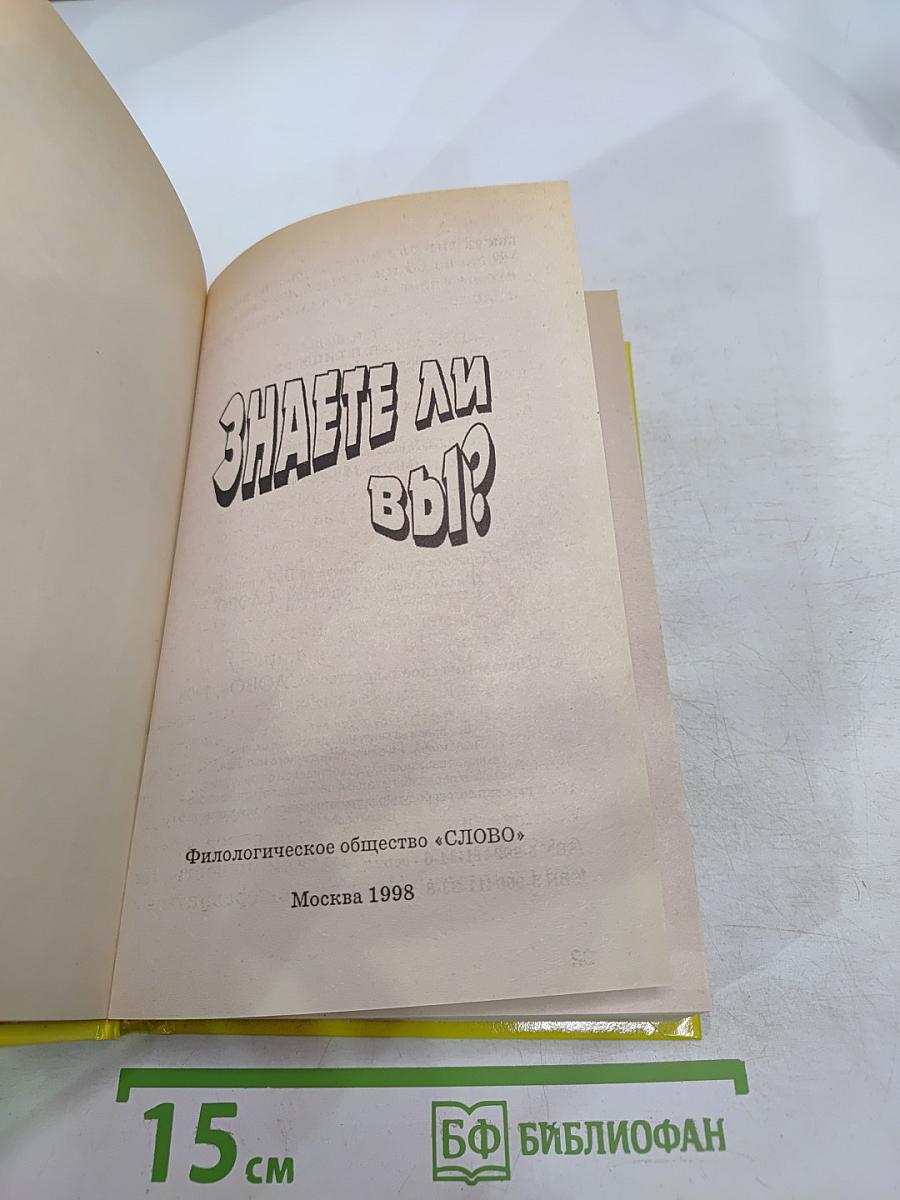 ЗНАЕТЕ ЛИ
ВЫ?
Филологическое общество «СЛОВО»
Москва 1998
15 см
БФ БИБЛИОФАН